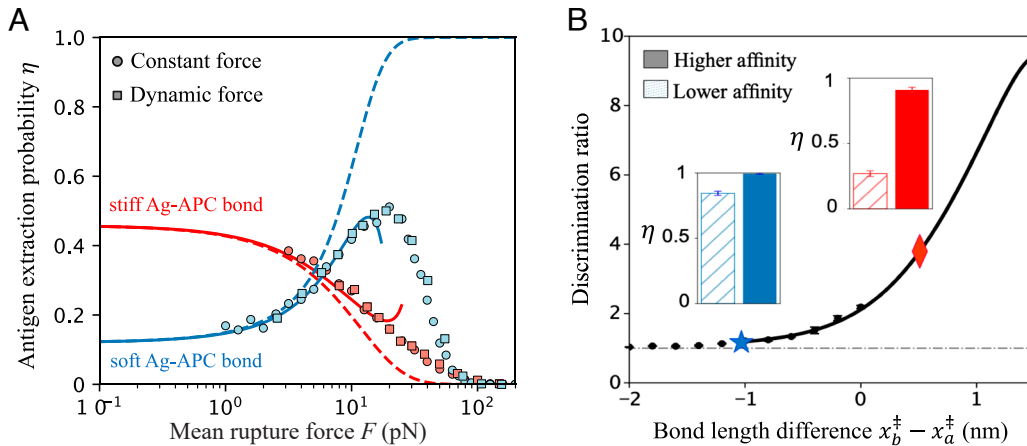 A
Antigen extraction probability η
1.0
0.8
0.6
0.4
0.2
0
Constant force
Dynamic force
stiff Ag-APC bond
soft Ag-APC bond
10⁻¹ 10⁰ 10¹ 10²
Mean rupture force F (pN)
B
Discrimination ratio
10
8
6
4
2
0
Higher affinity
Lower affinity
η
1
0.5
0
η
1
0.5
0
-2 -1 0 1
Bond length difference x_b^‡ − x_a^‡ (nm)